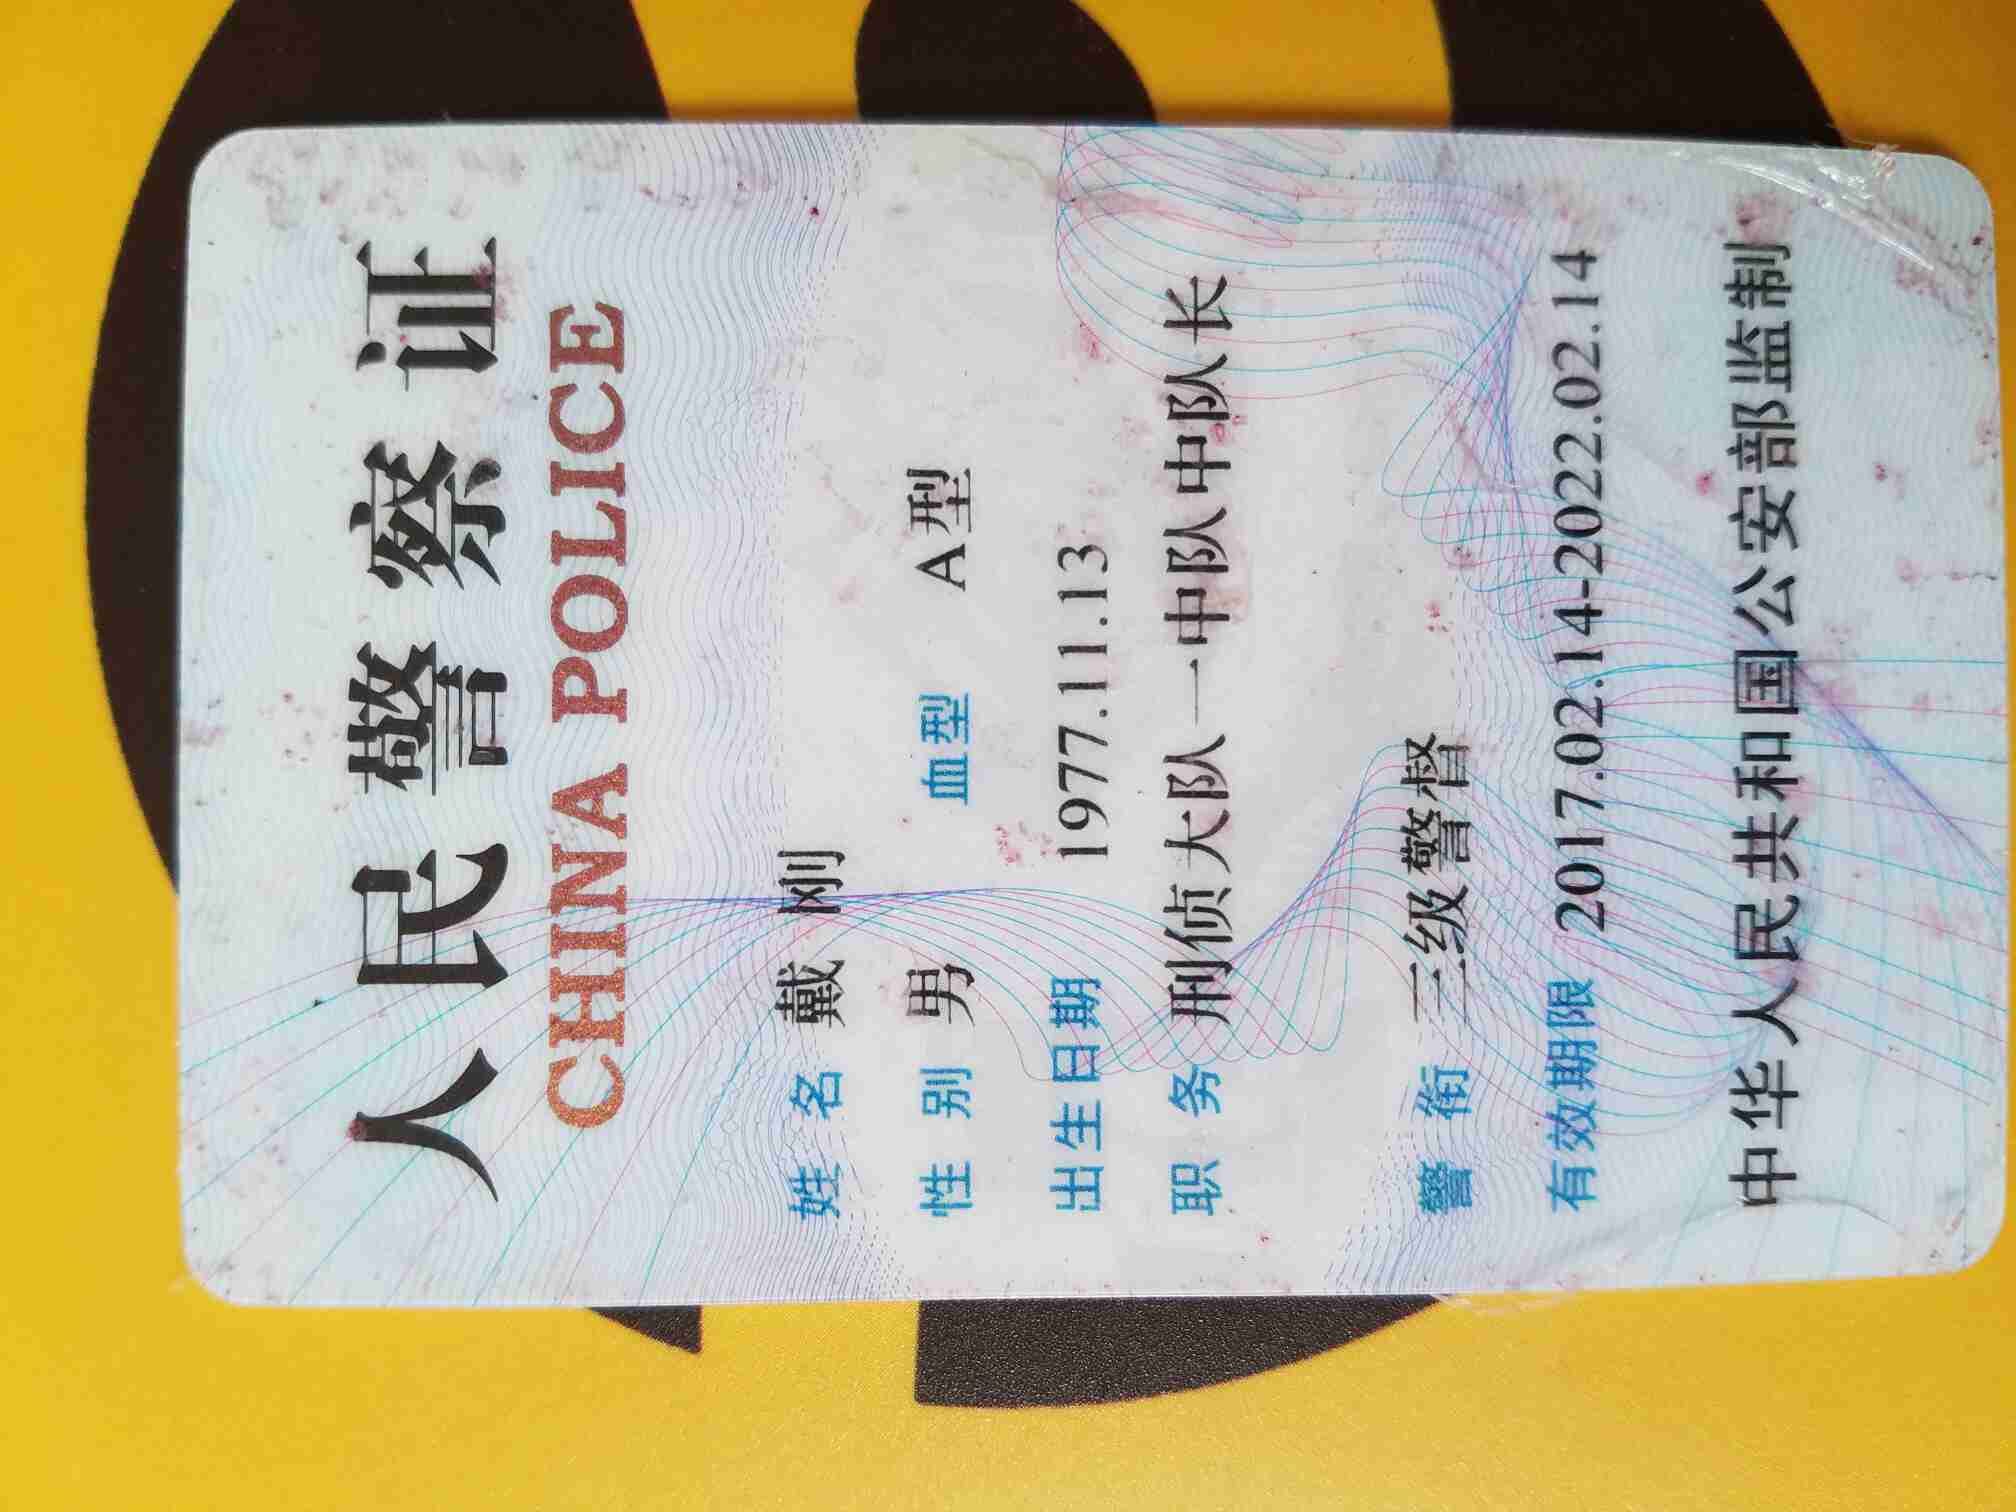 人民警察证
CHINA POLICE
姓 名 戴 刚
性 别 男 血型 A型
出生日期 1977.11.13
职 务 刑侦大队一中队中队长
警 衔 三级警督
有效期限 2017.02.14-2022.02.14
中华人民共和国公安部监制